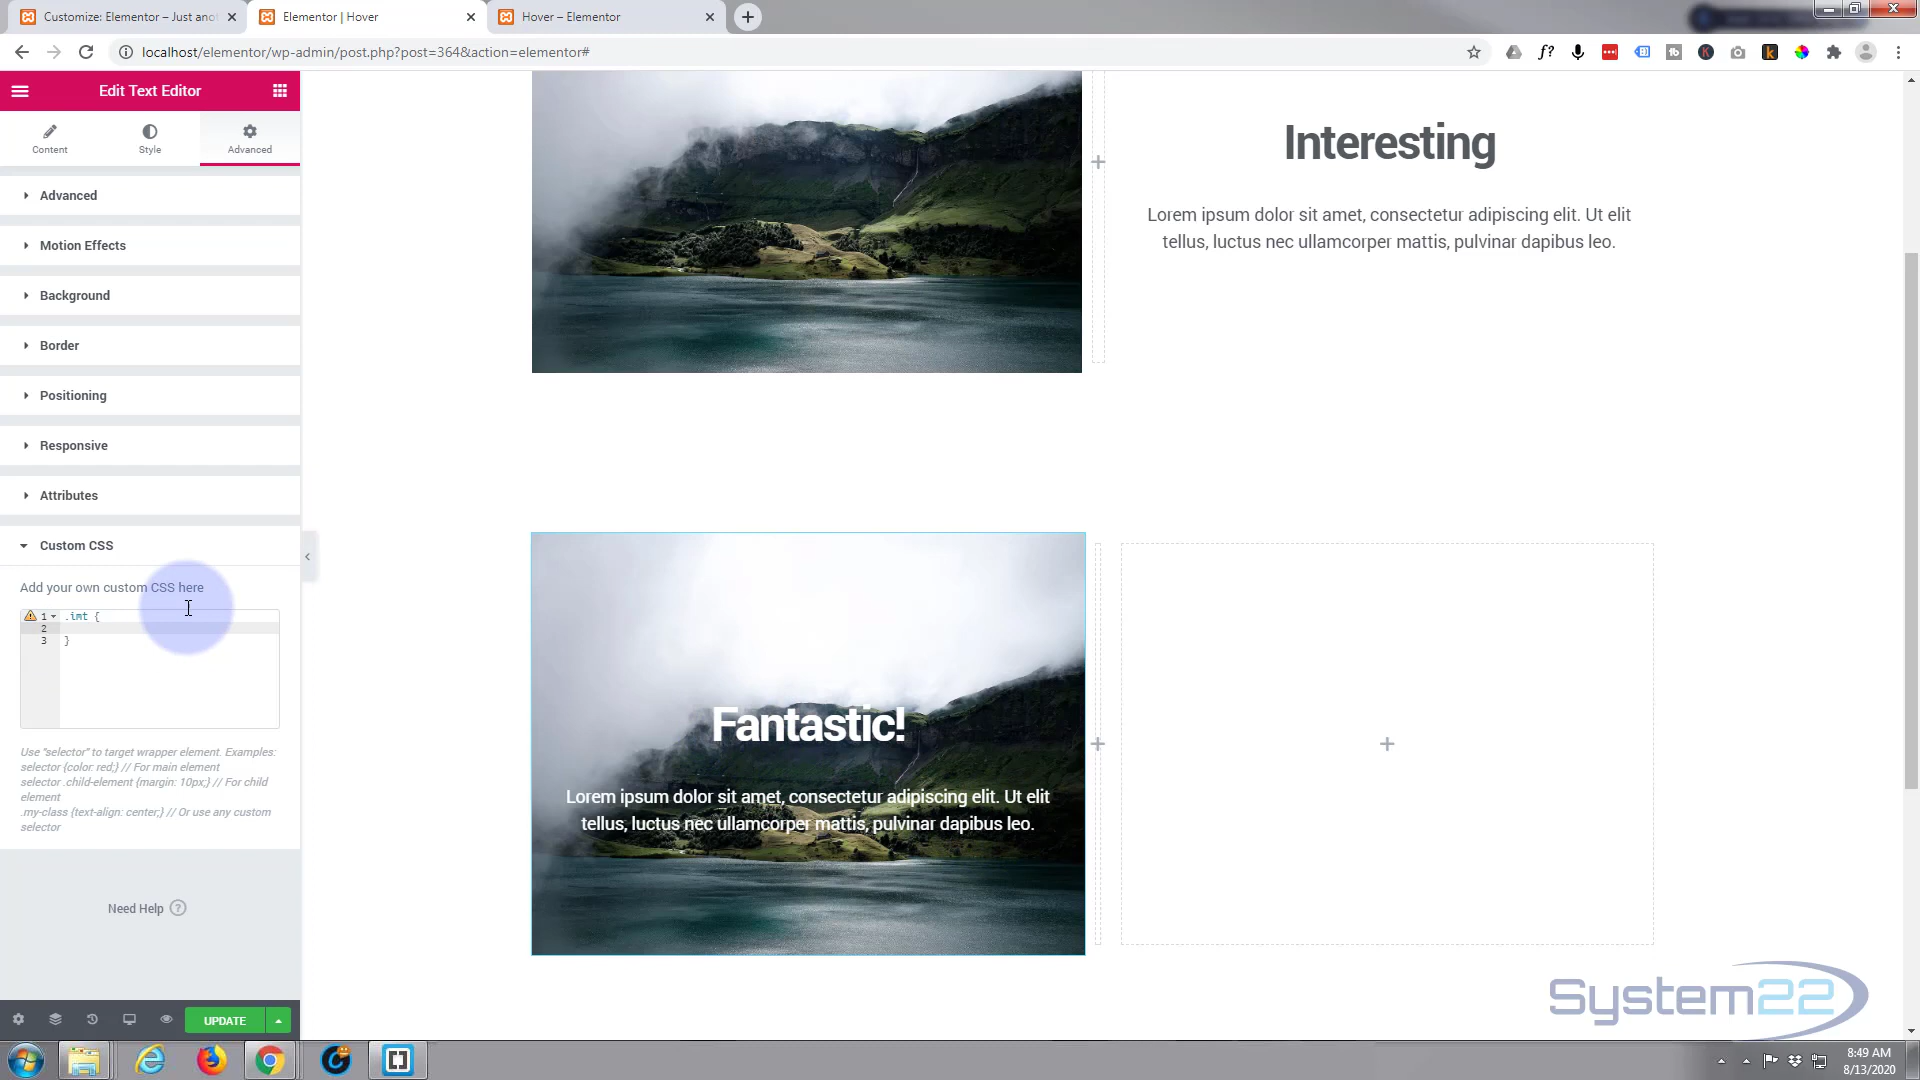 Customize: Elementor – Just anot
Elementor | Hover
Hover – Elementor
localhost/elementor/wp-admin/post.php?post=364&action=elementor#
Edit Text Editor
Content
Style
Advanced
Advanced
Motion Effects
Background
Border
Positioning
Responsive
Attributes
Custom CSS
Add your own custom CSS here
1 .imt {
2
3 }
Use "selector" to target wrapper element. Examples:
selector {color: red;} // For main element
selector .child-element {margin: 10px;} // For child
element
.my-class {text-align: center;} // Or use any custom
selector
Need Help ?
UPDATE
Interesting
Lorem ipsum dolor sit amet, consectetur adipiscing elit. Ut elit
tellus, luctus nec ullamcorper mattis, pulvinar dapibus leo.
Fantastic!
Lorem ipsum dolor sit amet, consectetur adipiscing elit. Ut elit
tellus, luctus nec ullamcorper mattis, pulvinar dapibus leo.
System22
8:49 AM
8/13/2020